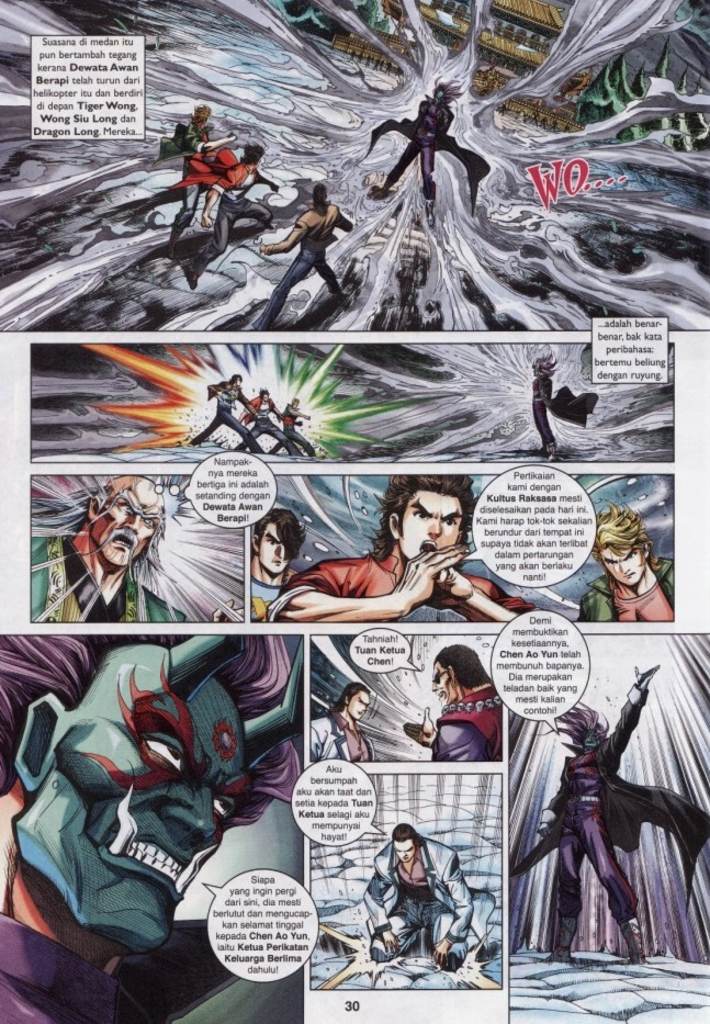 Suasana di medan itu
pun bertambah tegang
kerana Dewata Awan
Berapi telah turun dari
helikopter itu dan berdiri
di depan Tiger Wong,
Wong Siu Long dan
Dragon Long. Mereka...
WO....
...adalah benar-
benar, bak kata
peribahasa:
bertemu beliung
dengan ruyung.
Nampak-
nya mereka
bertiga ini adalah
setanding dengan
Dewata Awan
Berapi!
Pertikaian
kami dengan
Kultus Raksasa mesti
diselesaikan hari ini.
Kami harap tok-tok sekalian
berundur dari tempat ini
supaya tidak akan terlibat
dalam pertarungan
yang akan berlaku
nanti!
Siapa
yang ingin pergi
dari sini, dia mesti
berlutut dan mengucap-
kan selamat tinggal
kepada Chen Ao Yun,
iaitu Ketua Perikatan
Keluarga Berlima
dahulu!
Tahniah!
Tuan Ketua
Chen!
Aku
bersumpah
aku akan taat dan
setia kepada Tuan
Ketua selagi aku
mempunyai
hayat!
Demi
membuktikan
kesetiaannya,
Chen Ao Yun telah
membunuh bapanya.
Dia merupakan
teladan baik yang
mesti kalian
contohi!
30